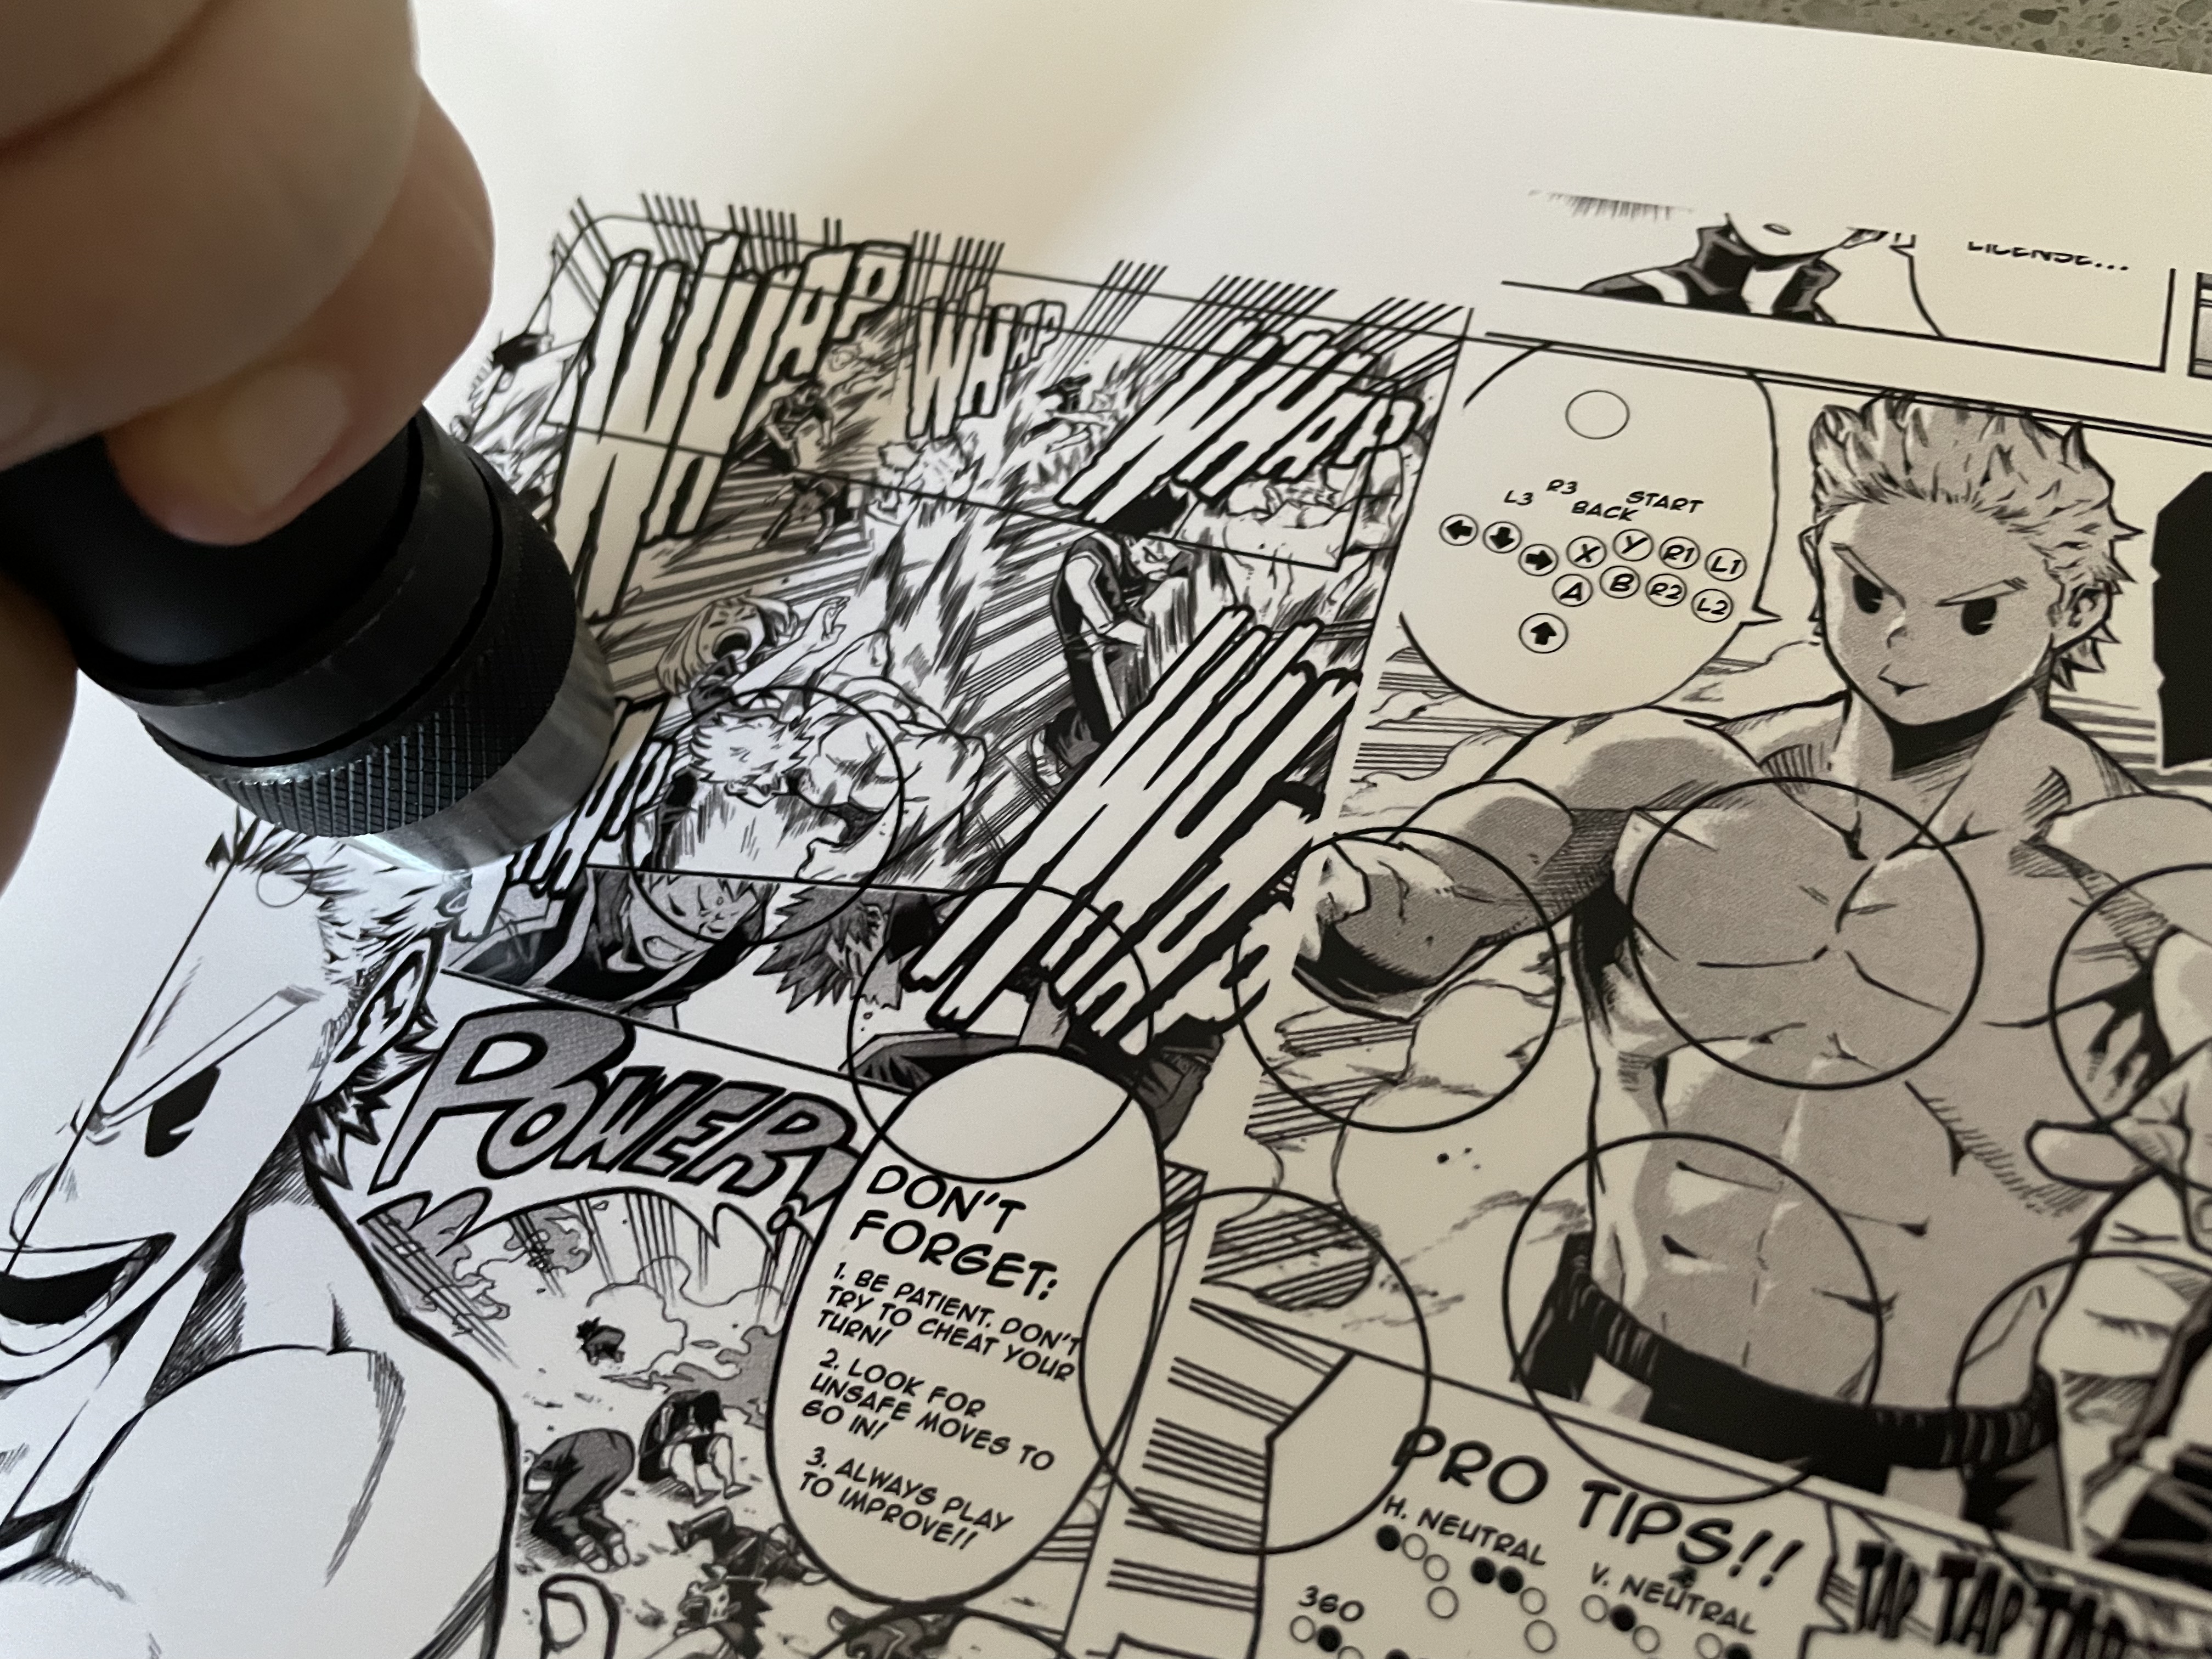 LICENSE...
WHAP
WHAP
WHAP
START
R3
BACK
L3
X Y R1 L1
A B R2 L2
POWER!
DON'T
FORGET:
1. BE PATIENT. DON'T
TRY TO CHEAT YOUR
TURN!
2. LOOK FOR
UNSAFE MOVES TO
GO IN!
3. ALWAYS PLAY
TO IMPROVE!!
PRO TIPS!!
H. NEUTRAL
V. NEUTRAL
360
TAP TAP TAP